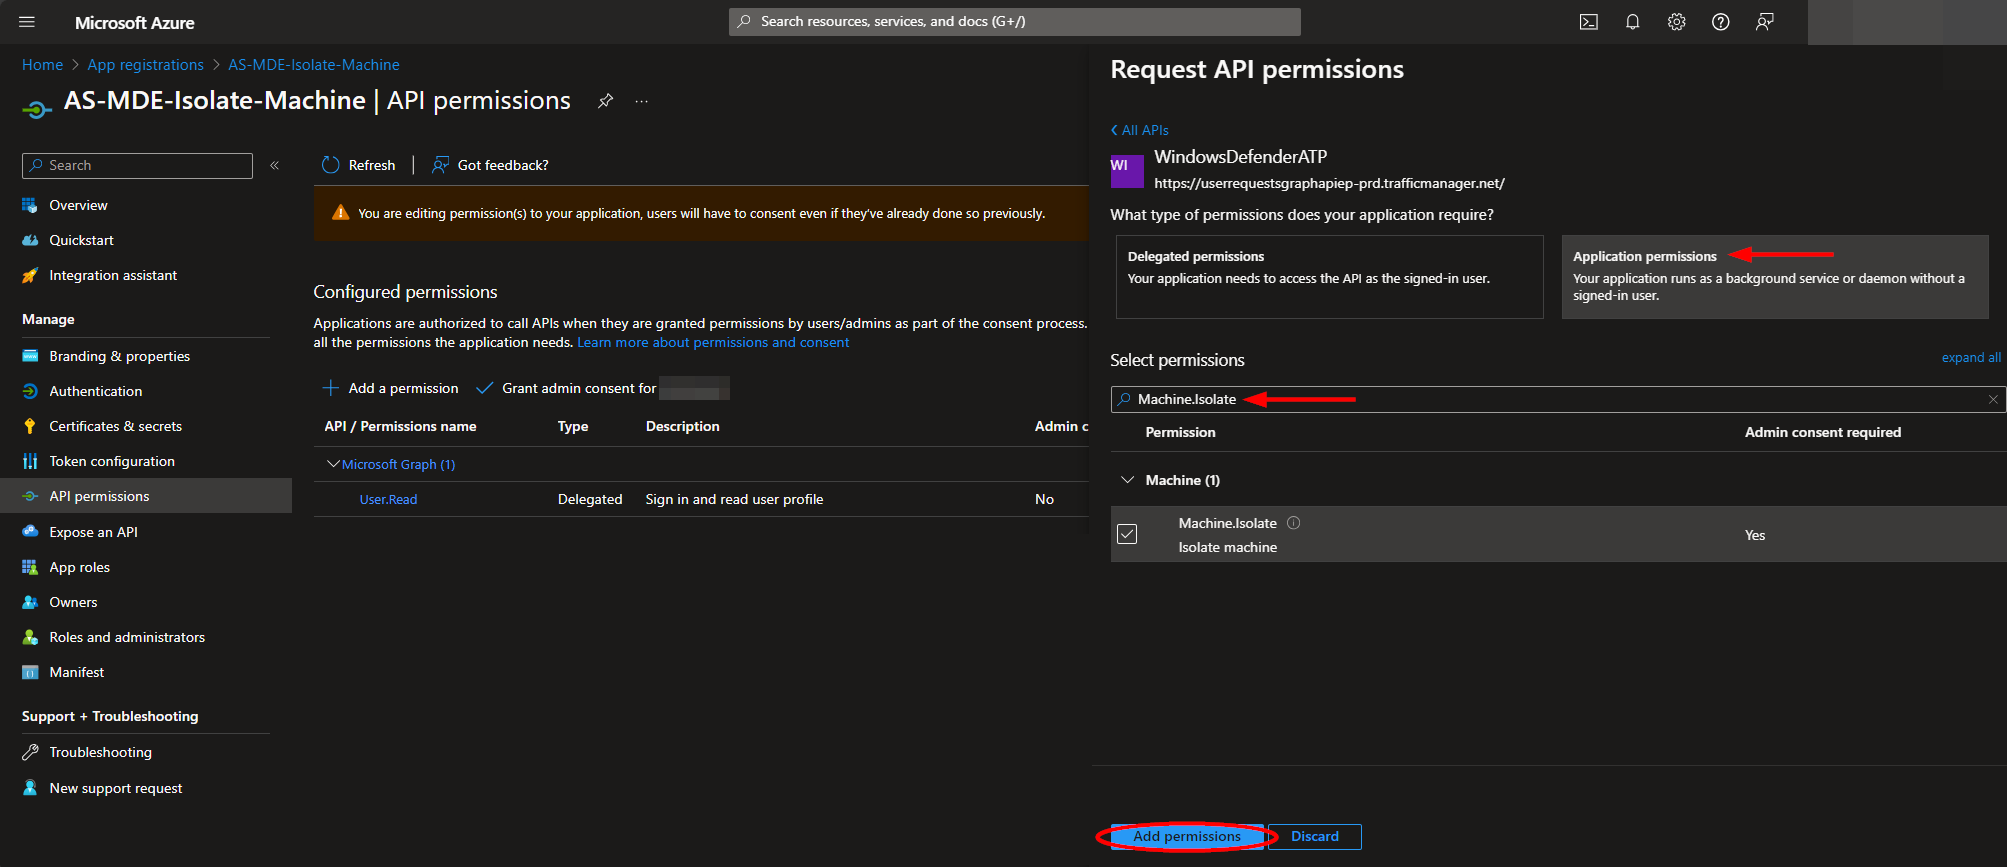 Microsoft Azure
Search resources, services, and docs (G+/)
Home > App registrations > AS-MDE-Isolate-Machine
AS-MDE-Isolate-Machine | API permissions
Search
Overview
Quickstart
Integration assistant
Manage
Branding & properties
Authentication
Certificates & secrets
Token configuration
API permissions
Expose an API
App roles
Owners
Roles and administrators
Manifest
Support + Troubleshooting
Troubleshooting
New support request
Refresh | Got feedback?
You are editing permission(s) to your application, users will have to consent even if they've already done so previously.
Configured permissions
Applications are authorized to call APIs when they are granted permissions by users/admins as part of the consent process.
all the permissions the application needs. Learn more about permissions and consent
Add a permission Grant admin consent for
API / Permissions name Type Description Admin c
Microsoft Graph (1)
User.Read Delegated Sign in and read user profile No
Request API permissions
All APIs
WI
WindowsDefenderATP
https://userrequestsgraphapiep-prd.trafficmanager.net/
What type of permissions does your application require?
Delegated permissions
Your application needs to access the API as the signed-in user.
Application permissions
Your application runs as a background service or daemon without a
signed-in user.
Select permissions
expand all
Machine.Isolate
Permission Admin consent required
Machine (1)
Machine.Isolate
Isolate machine
Yes
Add permissions Discard